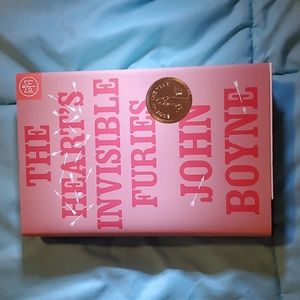 THE
HEART'S
INVISIBLE
FURIES
JOHN
BOYNE